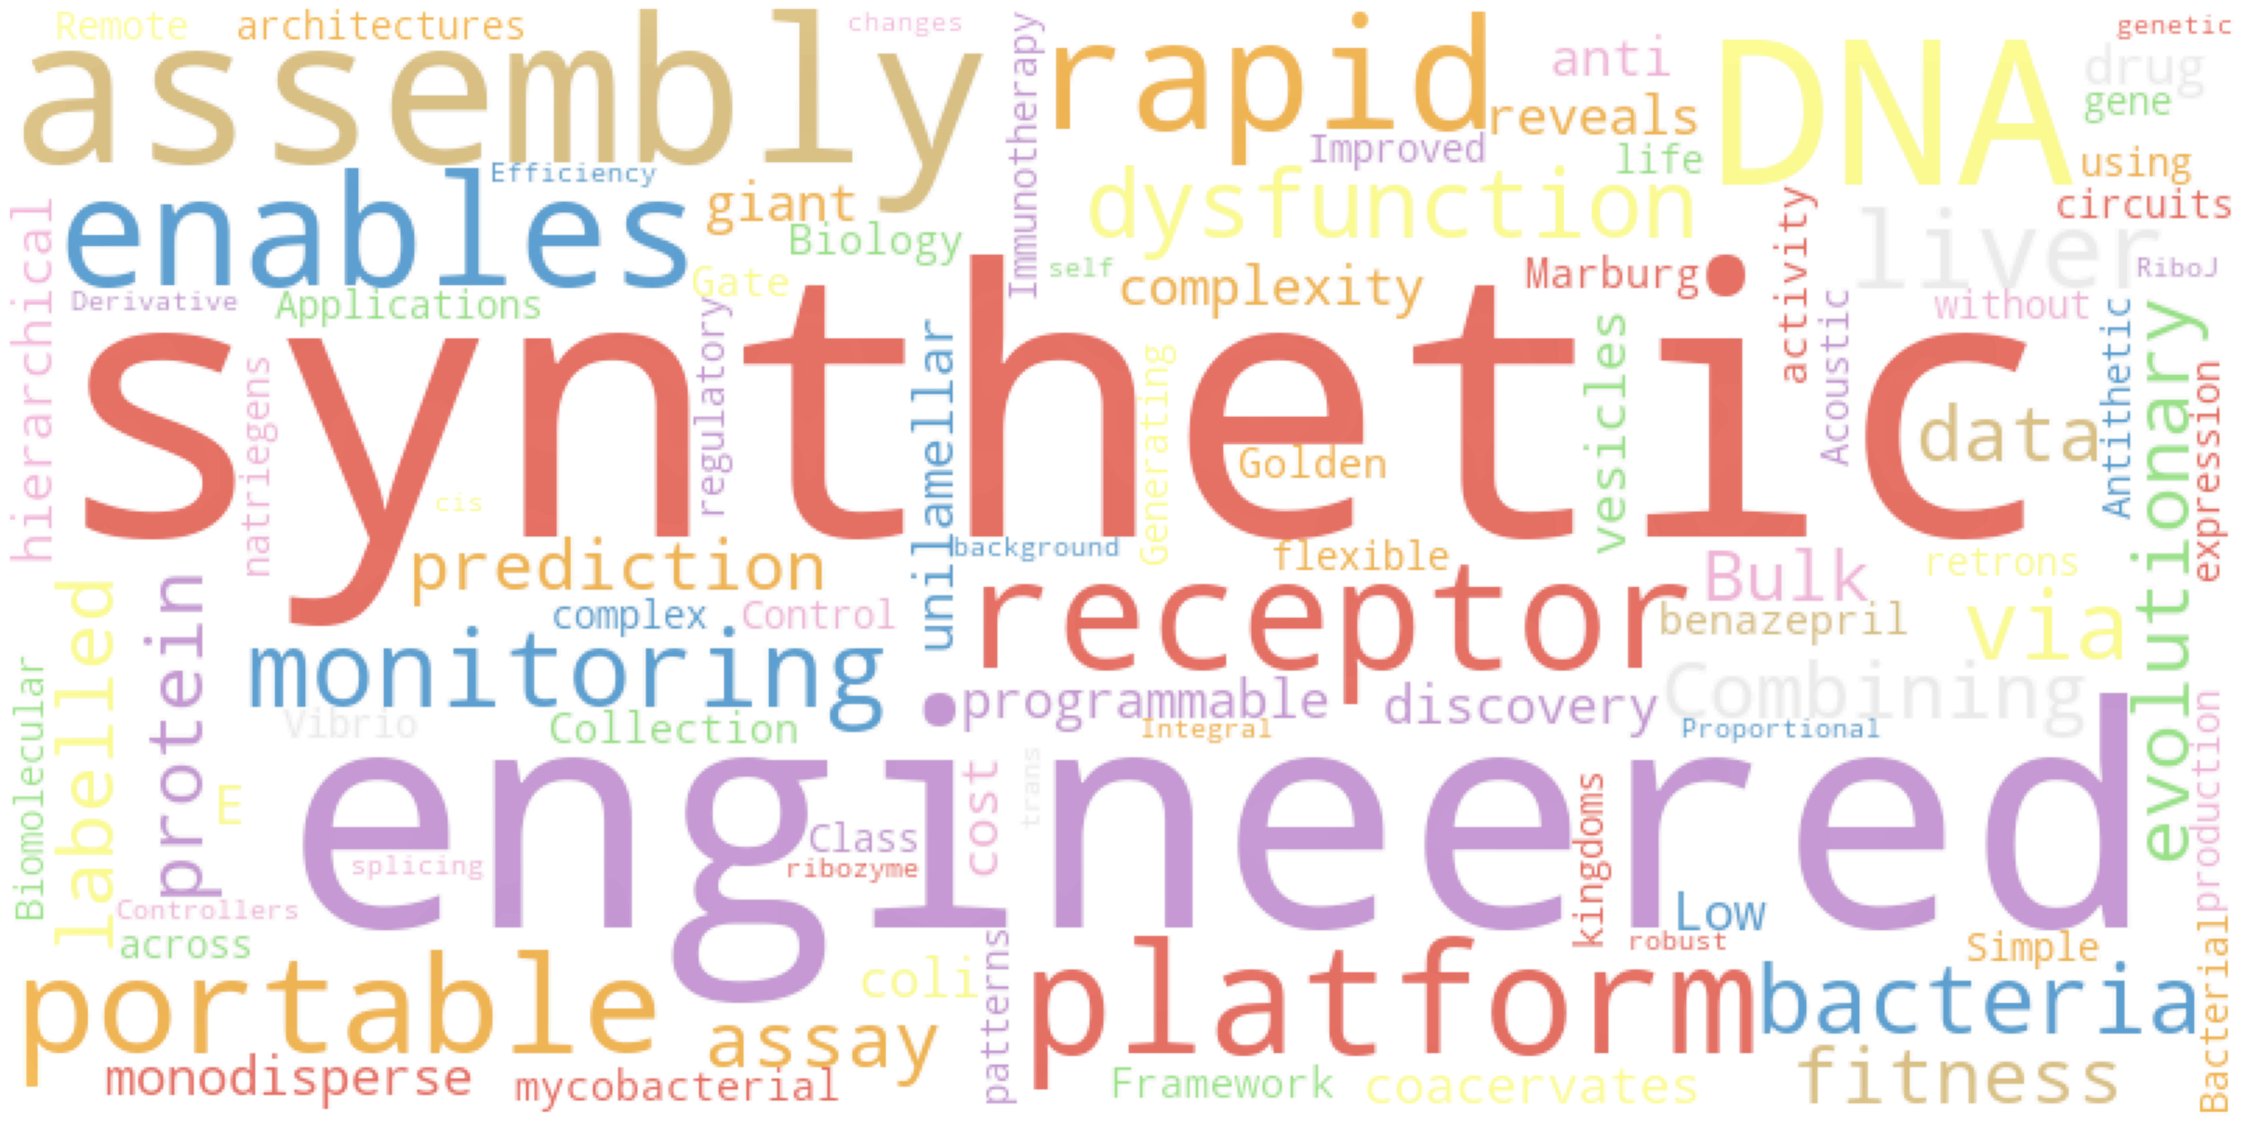 Remote
architectures
changes
assembly
Immunotherapy
rapid
anti
DNA
genetic
drug
gene
reveals
Improved
life
using
Efficiency
enables
giant
Biology
dysfunction
circuits
activity
liver
hierarchical
Gate
self
complexity
Marburg
RiboJ
Derivative
Applications
without
synthetic
natriegens
regulatory
unilamellar
Generating
Golden
vesicles
Acoustic
data
Antithetic
evolutionary
expression
cis
background
prediction
flexible
Bulk
retrons
receptor
labelled
protein
complex
Control
benazepril
via
monitoring
Combining
Biomolecular
Vibrio
Collection
programmable
discovery
Integral
Proportional
production
E
engineered
Class
cost
trans
kingdoms
splicing
ribozyme
Controllers
Low
across
portable
coli
patterns
platform
robust
Simple
bacteria
Bacterial
assay
monodisperse
mycobacterial
Framework
coacervates
fitness